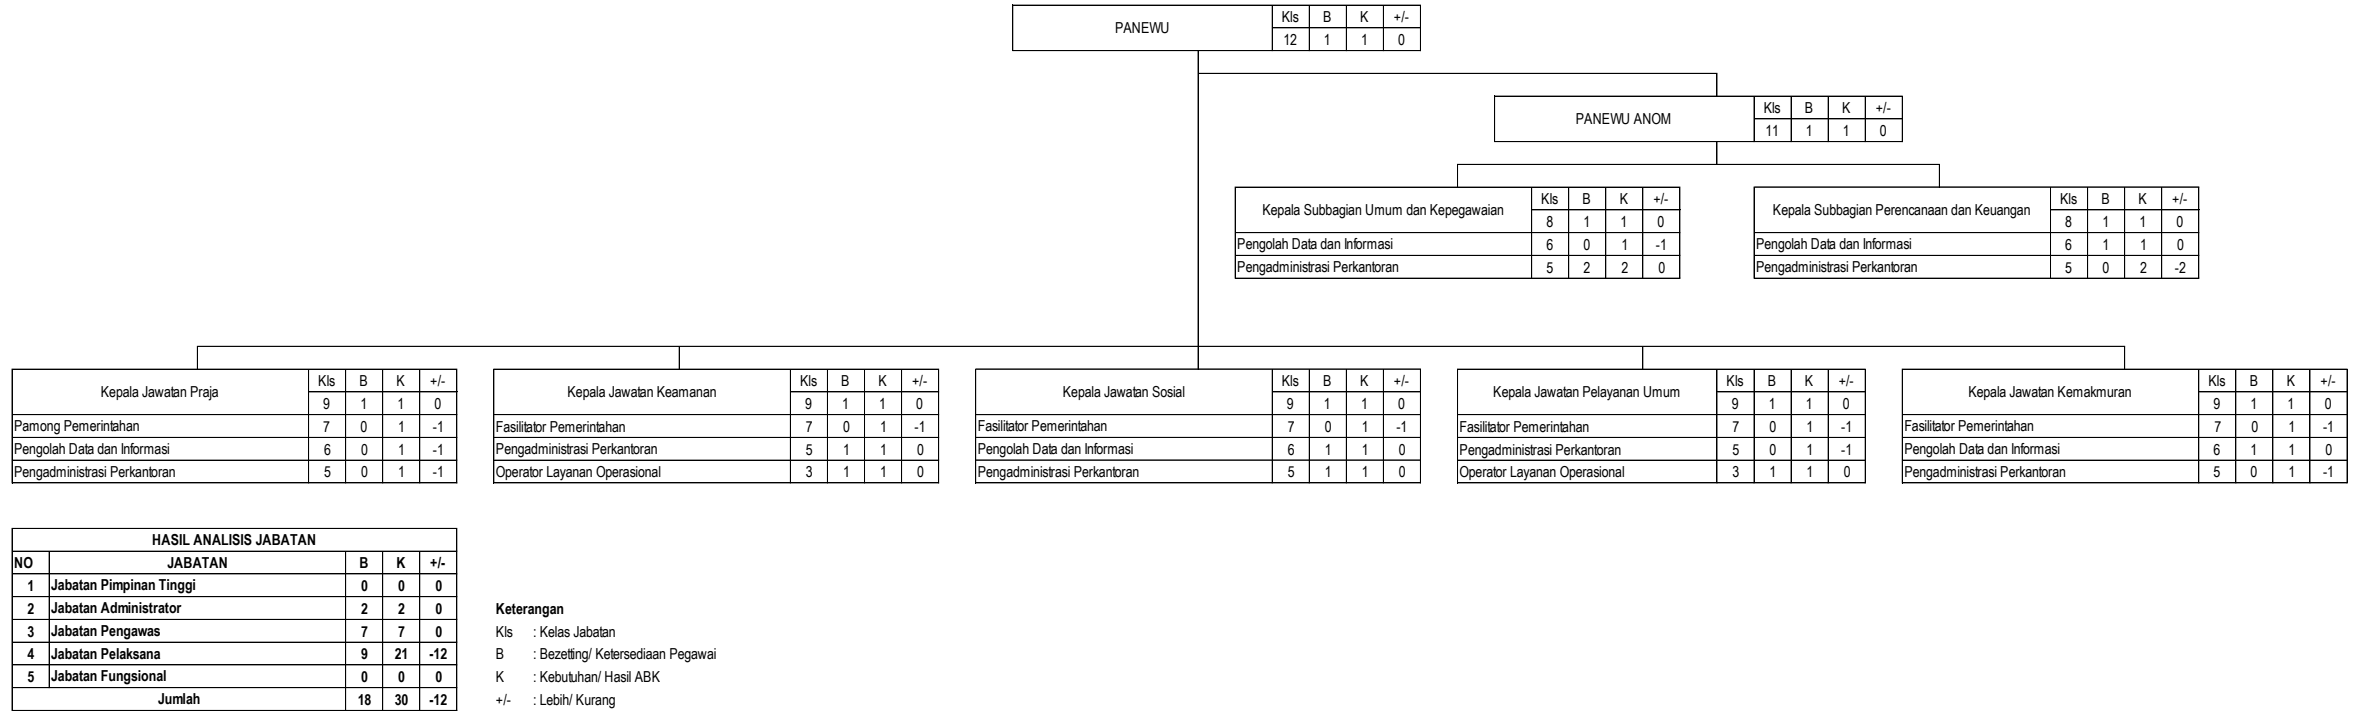 PANEWU Kls B K +/-
12 1 1 0
PANEWU ANOM Kls B K +/-
11 1 1 0
Kepala Subbagian Umum dan Kepegawaian Kls B K +/-
8 1 1 0
Pengolah Data dan Informasi 6 0 1 -1
Pengadministrasi Perkantoran 5 2 2 0
Kepala Subbagian Perencanaan dan Keuangan Kls B K +/-
8 1 1 0
Pengolah Data dan Informasi 6 1 1 0
Pengadministrasi Perkantoran 5 0 2 -2
Kepala Jawatan Praja Kls B K +/-
9 1 1 0
Pamong Pemerintahan 7 0 1 -1
Pengolah Data dan Informasi 6 0 1 -1
Pengadministrasi Perkantoran 5 0 1 -1
Kepala Jawatan Keamanan Kls B K +/-
9 1 1 0
Fasilitator Pemerintahan 7 0 1 -1
Pengadministrasi Perkantoran 5 1 1 0
Operator Layanan Operasional 3 1 1 0
Kepala Jawatan Sosial Kls B K +/-
9 1 1 0
Fasilitator Pemerintahan 7 0 1 -1
Pengolah Data dan Informasi 6 1 1 0
Pengadministrasi Perkantoran 5 1 1 0
Kepala Jawatan Pelayanan Umum Kls B K +/-
9 1 1 0
Fasilitator Pemerintahan 7 0 1 -1
Pengadministrasi Perkantoran 5 0 1 -1
Operator Layanan Operasional 3 1 1 0
Kepala Jawatan Kemakmuran Kls B K +/-
9 1 1 0
Fasilitator Pemerintahan 7 0 1 -1
Pengolah Data dan Informasi 6 1 1 0
Pengadministrasi Perkantoran 5 0 1 -1
HASIL ANALISIS JABATAN
NO JABATAN B K +/-
1 Jabatan Pimpinan Tinggi 0 0 0
2 Jabatan Administrator 2 2 0
3 Jabatan Pengawas 7 7 0
4 Jabatan Pelaksana 9 21 -12
5 Jabatan Fungsional 0 0 0
Jumlah 18 30 -12
Keterangan
Kls : Kelas Jabatan
B : Bezetting/ Ketersediaan Pegawai
K : Kebutuhan/ Hasil ABK
+/- : Lebih/ Kurang